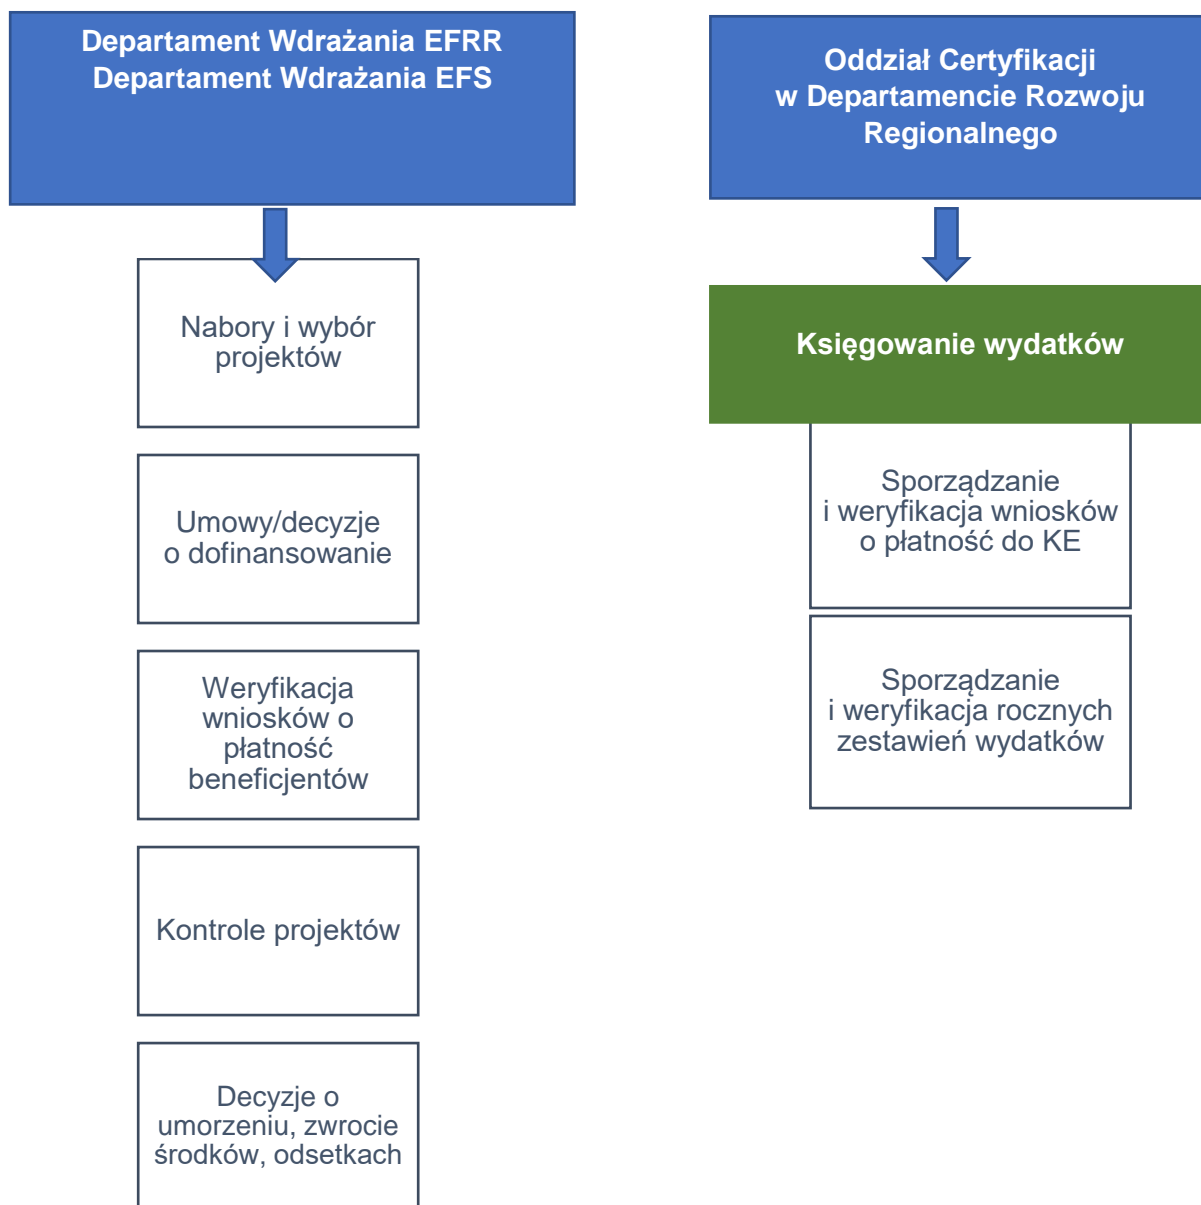 Departament Wdrażania EFRR
Departament Wdrażania EFS
Nabory i wybór
projektów
Umowy/decyzje
o dofinansowanie
Weryfikacja
wniosków o
płatność
beneficjentów
Kontrole projektów
Decyzje o
umorzeniu, zwrocie
środków, odsetkach
Oddział Certyfikacji
w Departamencie Rozwoju
Regionalnego
Księgowanie wydatków
Sporządzanie
i weryfikacja wniosków
o płatność do KE
Sporządzanie
i weryfikacja rocznych
zestawień wydatków